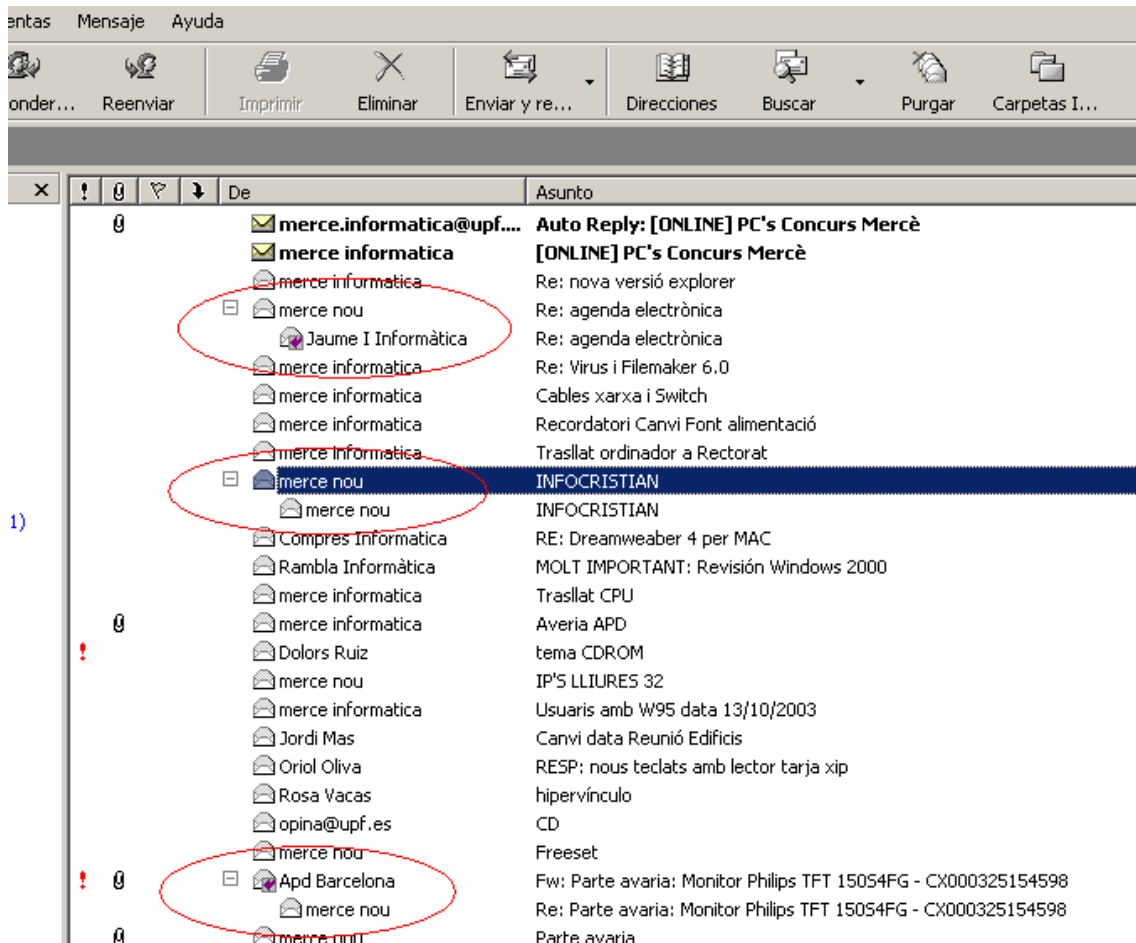 entas Mensaje Ayuda
onder... Reenviar Imprimir Eliminar Enviar y re... Direcciones Buscar Purgar Carpetas I...
De Asunto
merce.informatica@upf.... Auto Reply: [ONLINE] PC's Concurs Mercè
merce informatica [ONLINE] PC's Concurs Mercè
merce informatica Re: nova versió explorer
merce nou Re: agenda electrònica
Jaume I Informàtica Re: agenda electrònica
merce informatica Re: Virus i Filemaker 6.0
merce informatica Cables xarxa i Switch
merce informatica Recordatori Canvi Font alimentació
merce informatica Trasllat ordinador a Rectorat
merce nou INFOCRISTIAN
merce nou INFOCRISTIAN
1)
Compres Informatica RE: Dreamweaber 4 per MAC
Rambla Informàtica MOLT IMPORTANT: Revisión Windows 2000
merce informatica Trasllat CPU
merce informatica Averia APD
Dolors Ruiz tema CDROM
merce nou IP'S LLIURES 32
merce informatica Usuaris amb W95 data 13/10/2003
Jordi Mas Canvi data Reunió Edificis
Oriol Oliva RESP: nous teclats amb lector tarja xip
Rosa Vacas hipervínculo
opina@upf.es CD
merce nou Freeset
Apd Barcelona Fw: Parte avaria: Monitor Philips TFT 150S4FG - CX000325154598
merce nou Re: Parte avaria: Monitor Philips TFT 150S4FG - CX000325154598
merce nou Parte avaria